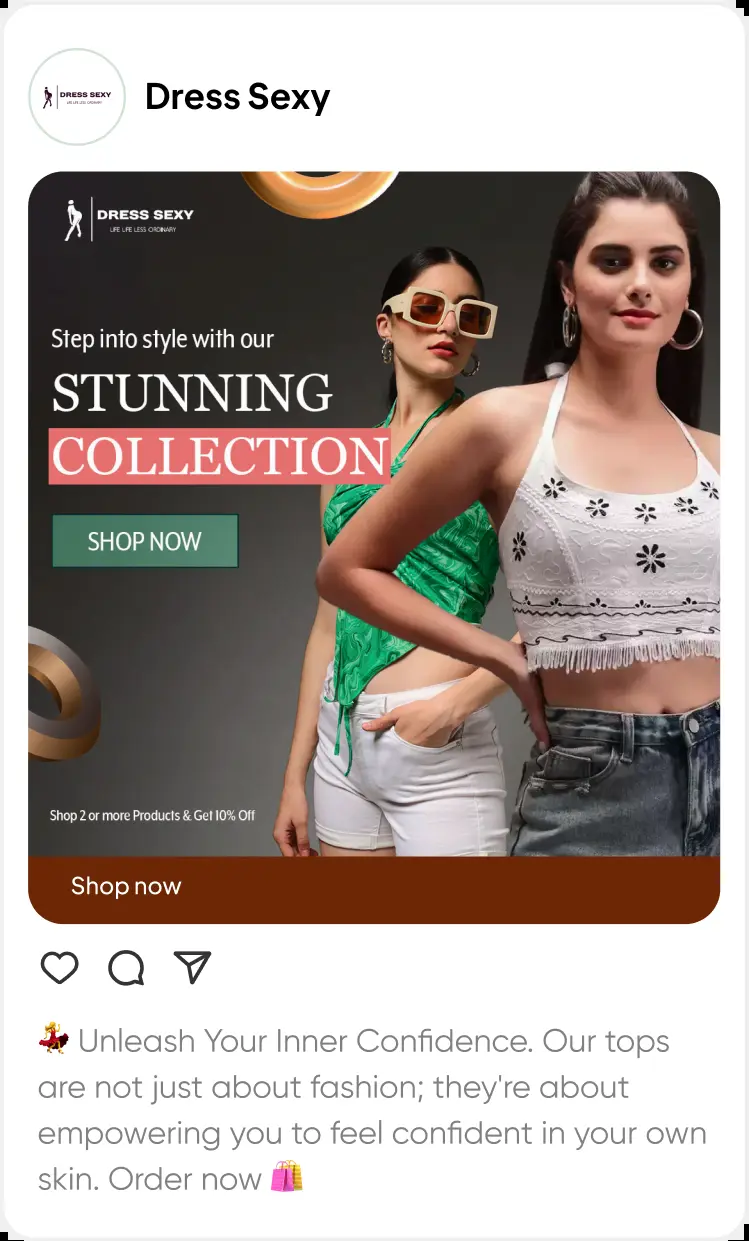 DRESS SEXY
LIFE LIFE LESS ORDINARY
Dress Sexy
DRESS SEXY
LIFE LIFE LESS ORDINARY
Step into style with our
STUNNING
COLLECTION
SHOP NOW
Shop 2 or more Products & Get 10% Off
Shop now
💃 Unleash Your Inner Confidence. Our tops
are not just about fashion; they're about
empowering you to feel confident in your own
skin. Order now 🛍️